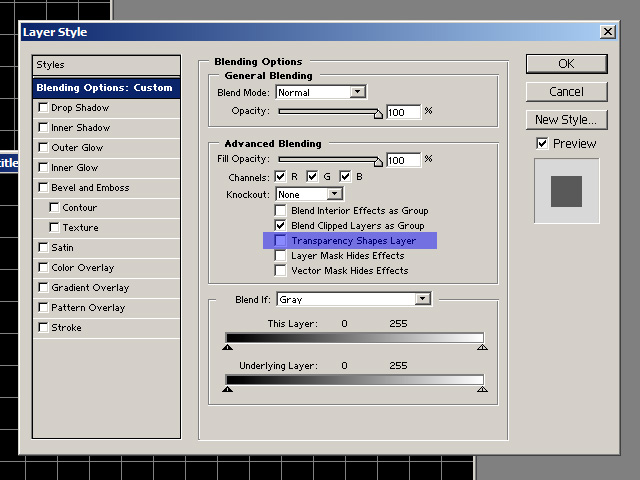 Layer Style
Styles
Blending Options: Custom
Drop Shadow
Inner Shadow
Outer Glow
Inner Glow
Bevel and Emboss
Contour
Texture
Satin
Color Overlay
Gradient Overlay
Pattern Overlay
Stroke
Blending Options
General Blending
Blend Mode: Normal
Opacity: 100 %
Advanced Blending
Fill Opacity: 100 %
Channels: R G B
Knockout: None
Blend Interior Effects as Group
Blend Clipped Layers as Group
Transparency Shapes Layer
Layer Mask Hides Effects
Vector Mask Hides Effects
Blend If: Gray
This Layer: 0 255
Underlying Layer: 0 255
OK
Cancel
New Style...
Preview